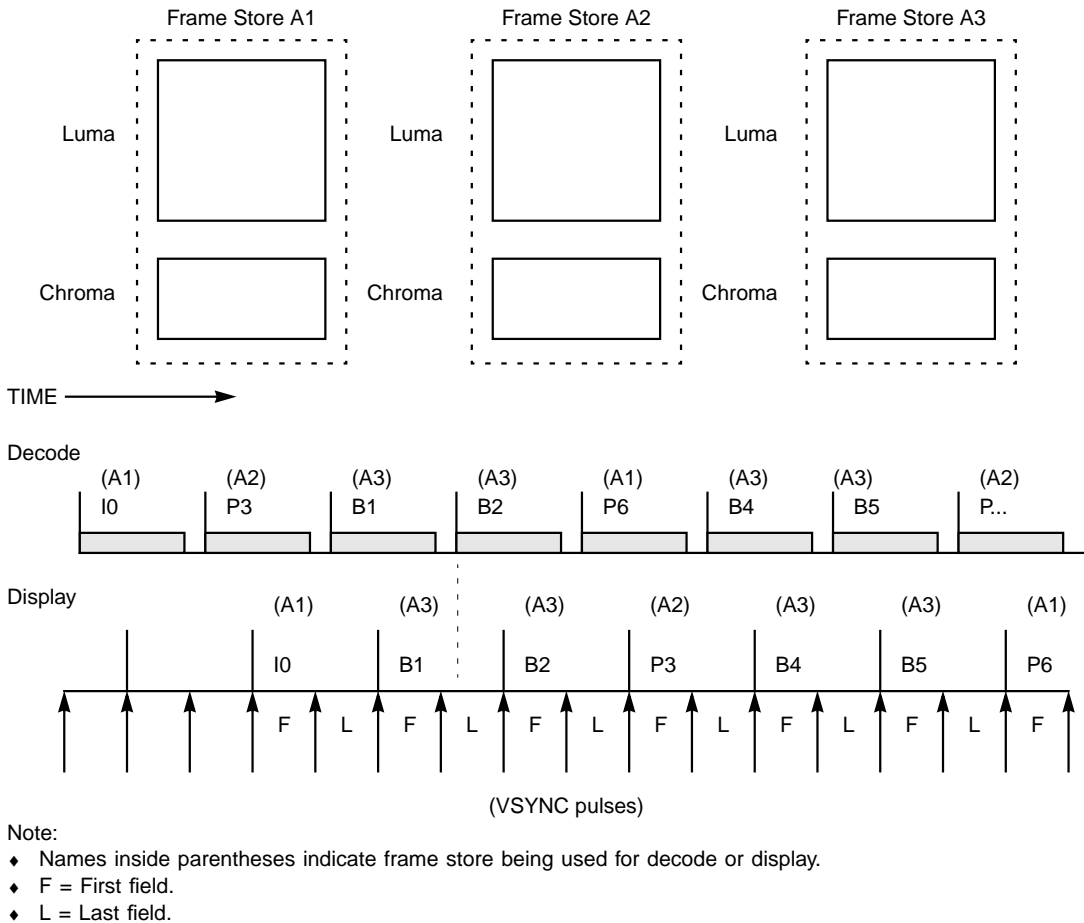 Frame Store A1 Frame Store A2 Frame Store A3
Luma Luma Luma
Chroma Chroma Chroma
TIME
Decode
(A1) (A2) (A3) (A3) (A1) (A3) (A3) (A2)
I0 P3 B1 B2 P6 B4 B5 P...
Display
(A1) (A3) (A3) (A2) (A3) (A3) (A1)
I0 B1 B2 P3 B4 B5 P6
F L F L F L F L F L F L F
(VSYNC pulses)
Note:
♦ Names inside parentheses indicate frame store being used for decode or display.
♦ F = First field.
♦ L = Last field.